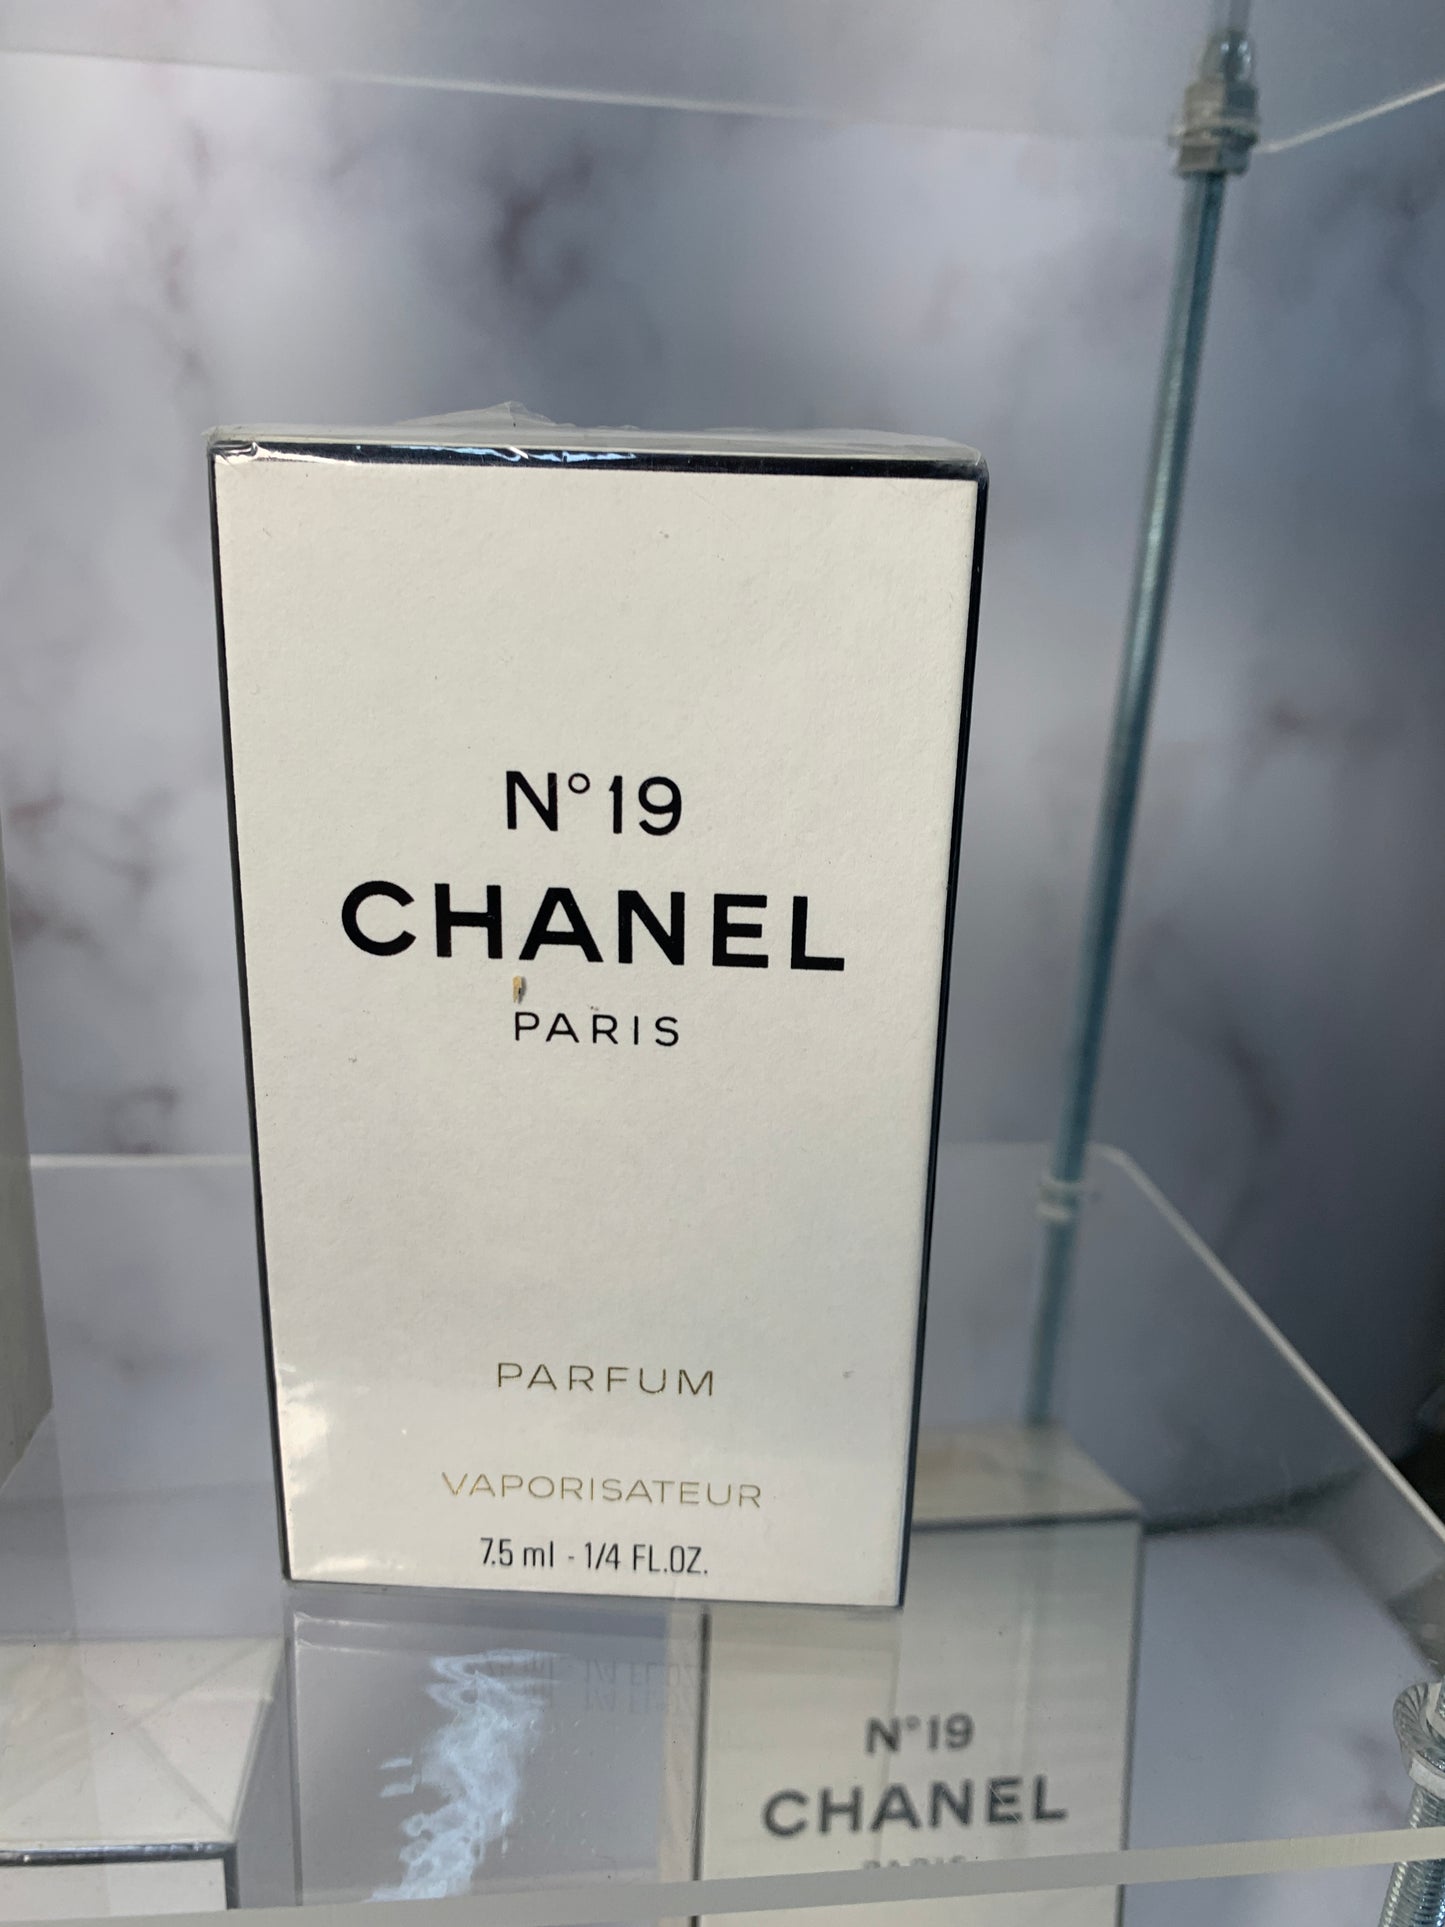 N°19
CHANEL
PARIS
PARFUM
VAPORISATEUR
7.5 ml - 1/4 FL.OZ.
N°19
CHANEL